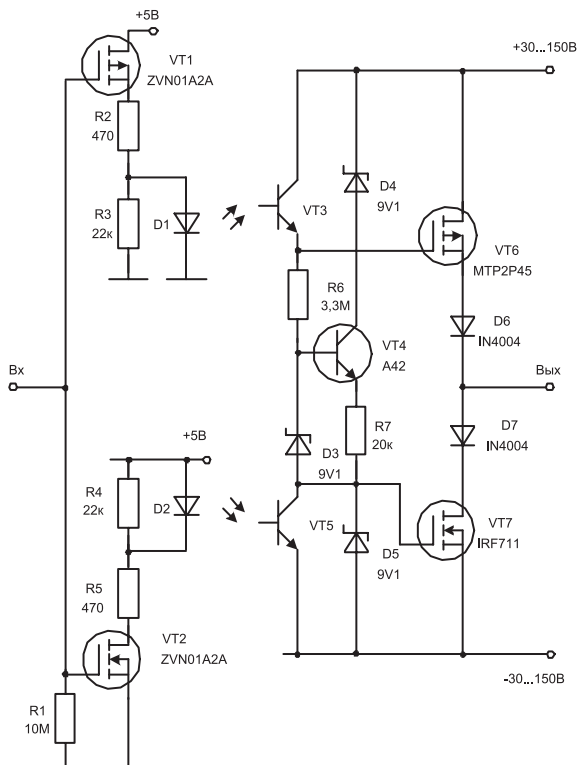 +5В
VT1
ZVN01A2A
R2
470
R3
22к
D1
VT3
R6
3,3М
D4
9V1
+30...150В
VT6
MTP2P45
D6
IN4004
VT4
A42
Вх
Вых
R7
20к
D7
IN4004
+5В
R4
22к
D2
D3
9V1
VT5
D5
9V1
VT7
IRF711
R5
470
VT2
ZVN01A2A
R1
10М
-30...150В